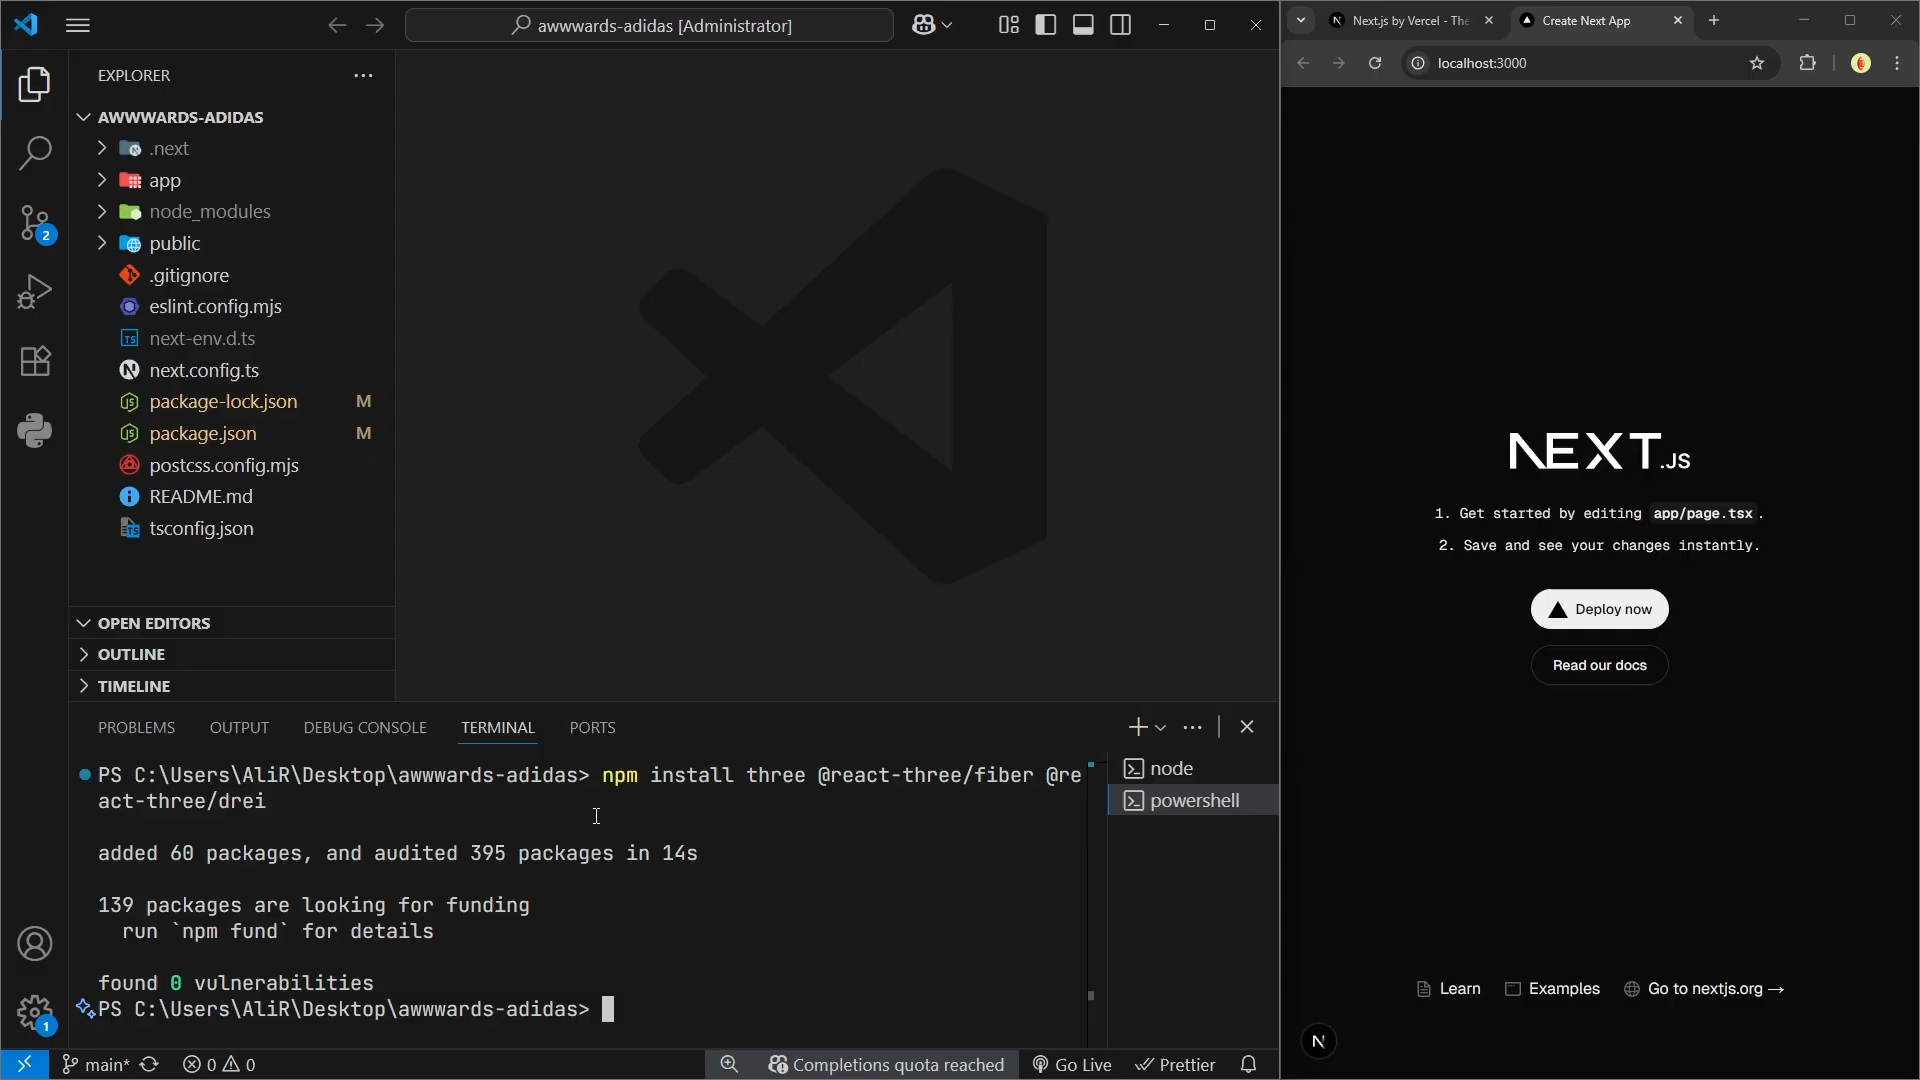 awwwards-adidas [Administrator]
EXPLORER
AWWWARDS-ADIDAS
.next
app
node_modules
public
.gitignore
eslint.config.mjs
TS next-env.d.ts
N next.config.ts
JS package-lock.json M
JS package.json M
postcss.config.mjs
README.md
TS tsconfig.json
2
OPEN EDITORS
OUTLINE
TIMELINE
PROBLEMS OUTPUT DEBUG CONSOLE TERMINAL PORTS
PS C:\Users\AliR\Desktop\awwwards-adidas> npm install three @react-three/fiber @re
act-three/drei
added 60 packages, and audited 395 packages in 14s
139 packages are looking for funding
run `npm fund` for details
found 0 vulnerabilities
PS C:\Users\AliR\Desktop\awwwards-adidas>
node
powershell
1
main* 0 0 Completions quota reached Go Live Prettier
N Next.js by Vercel - The
Create Next App
localhost:3000
NEXT.JS
1. Get started by editing app/page.tsx.
2. Save and see your changes instantly.
Deploy now
Read our docs
Learn Examples Go to nextjs.org →
N